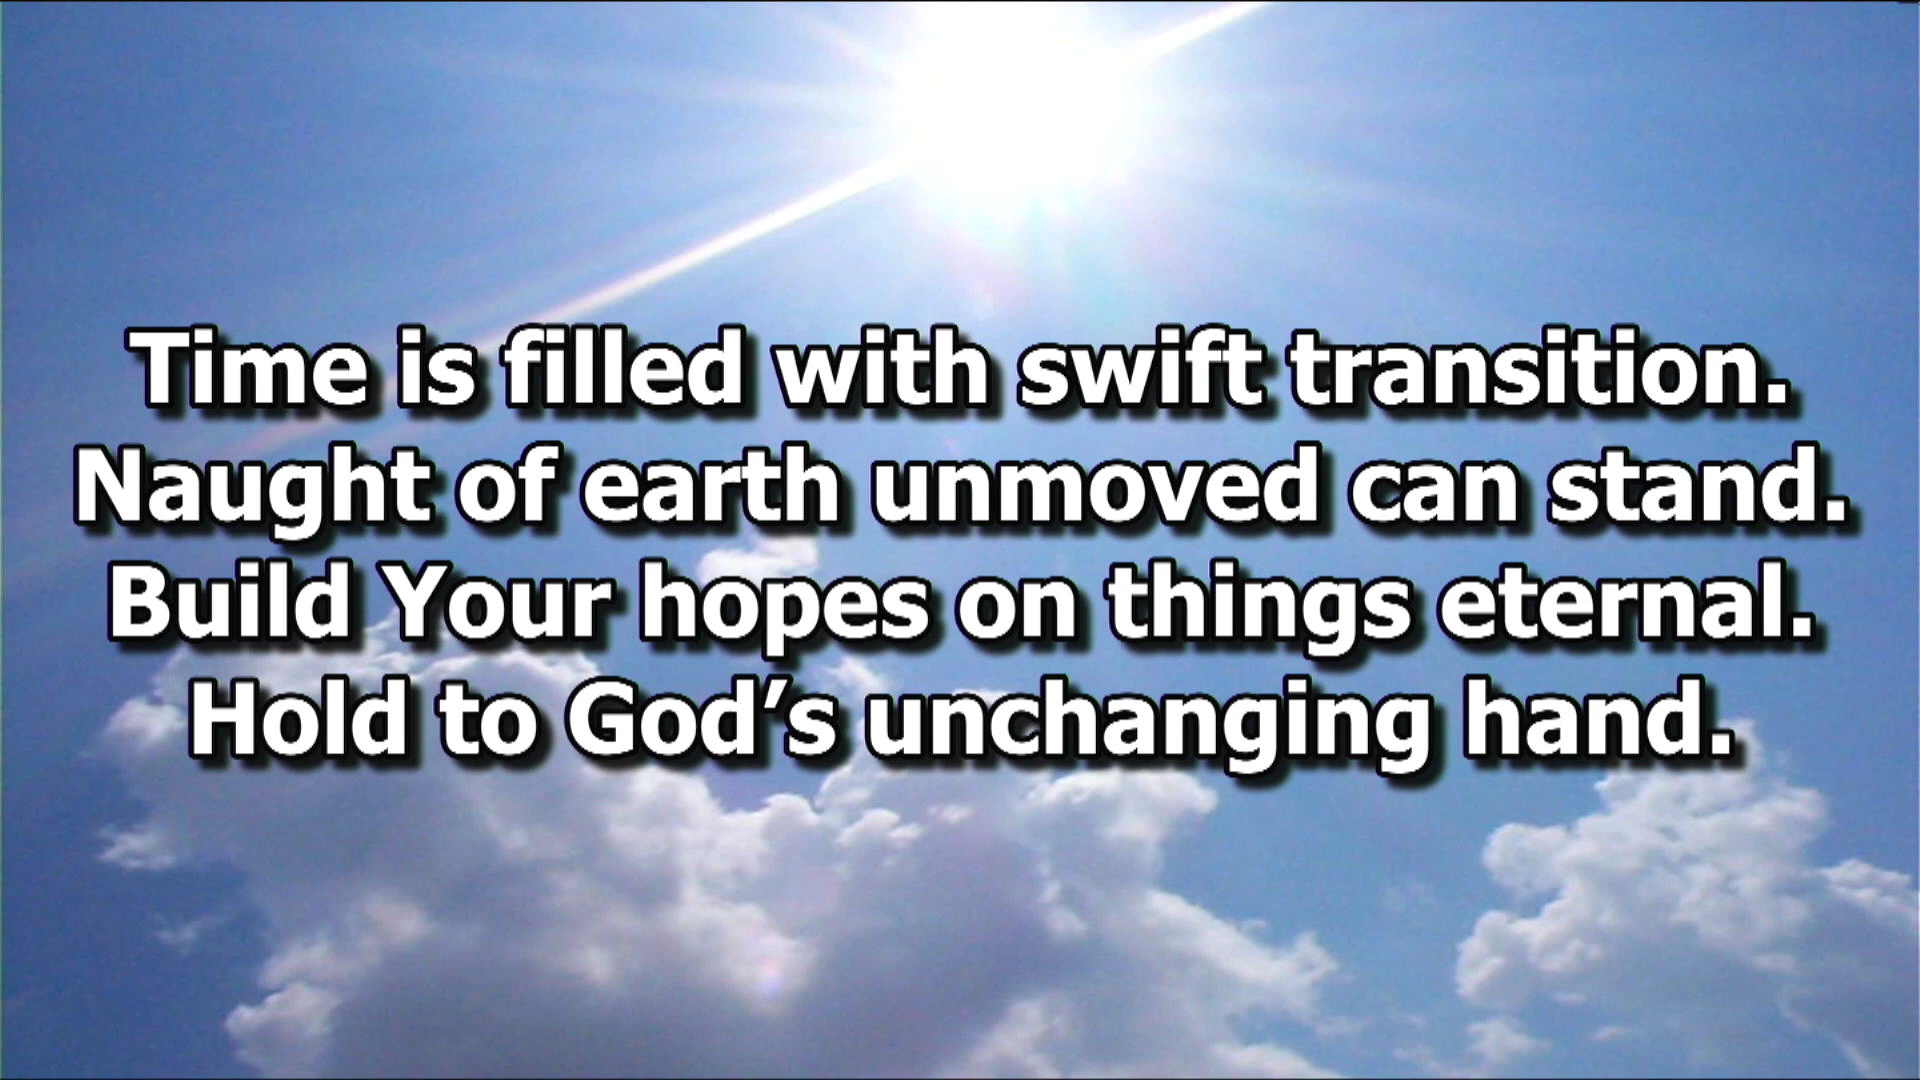 Time is filled with swift transition.
Naught of earth unmoved can stand.
Build Your hopes on things eternal.
Hold to God’s unchanging hand.